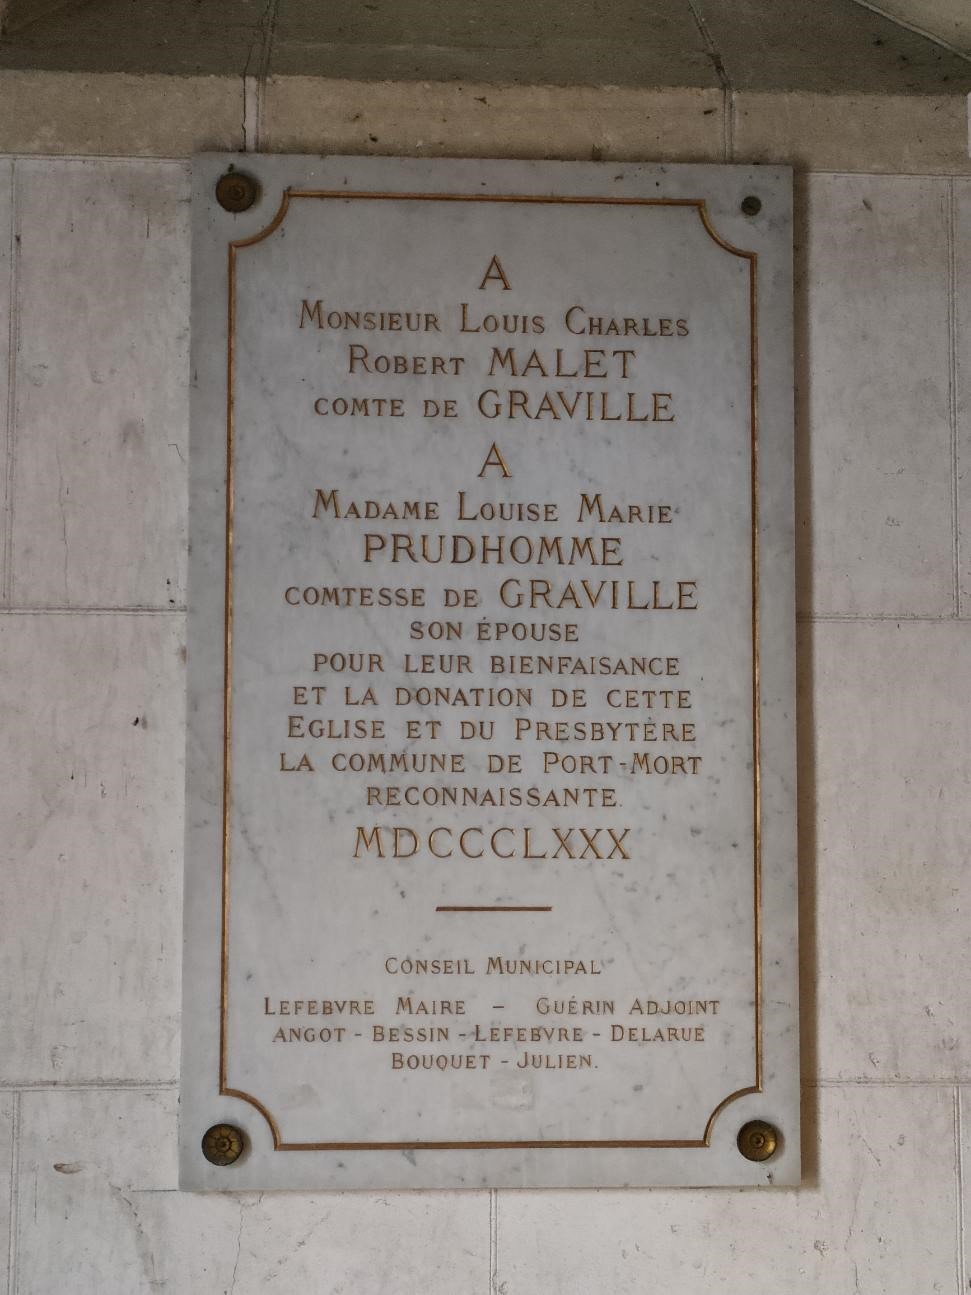 A
MONSIEUR LOUIS CHARLES
ROBERT MALET
COMTE DE GRAVILLE
A
MADAME LOUISE MARIE
PRUDHOMME
COMTESSE DE GRAVILLE
SON ÉPOUSE
POUR LEUR BIENFAISANCE
ET LA DONATION DE CETTE
EGLISE ET DU PRESBYTÈRE
LA COMMUNE DE PORT-MORT
RECONNAISSANTE.
MDCCCLXXX
CONSEIL MUNICIPAL
LEFEBVRE MAIRE – GUÉRIN ADJOINT
ANGOT - BESSIN - LEFEBVRE - DELARUE
BOUQUET - JULIEN.